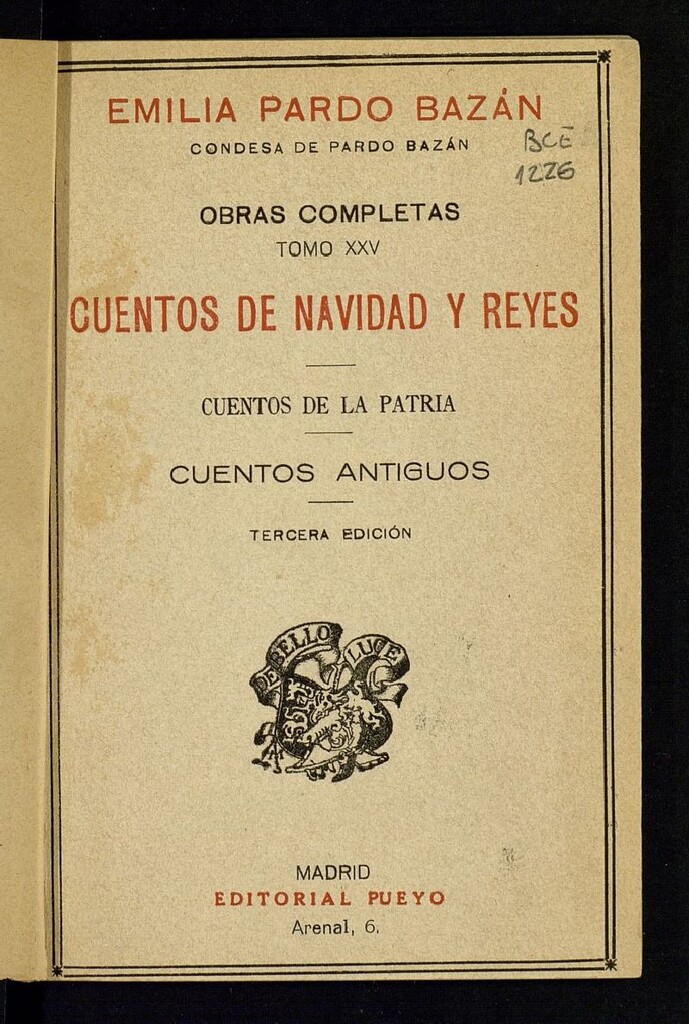 EMILIA PARDO BAZÁN
CONDESA DE PARDO BAZÁN
BCE
1226
OBRAS COMPLETAS
TOMO XXV
CUENTOS DE NAVIDAD Y REYES
CUENTOS DE LA PATRIA
CUENTOS ANTIGUOS
TERCERA EDICIÓN
DE BELLO LUCE
MADRID
EDITORIAL PUEYO
Arenal, 6.